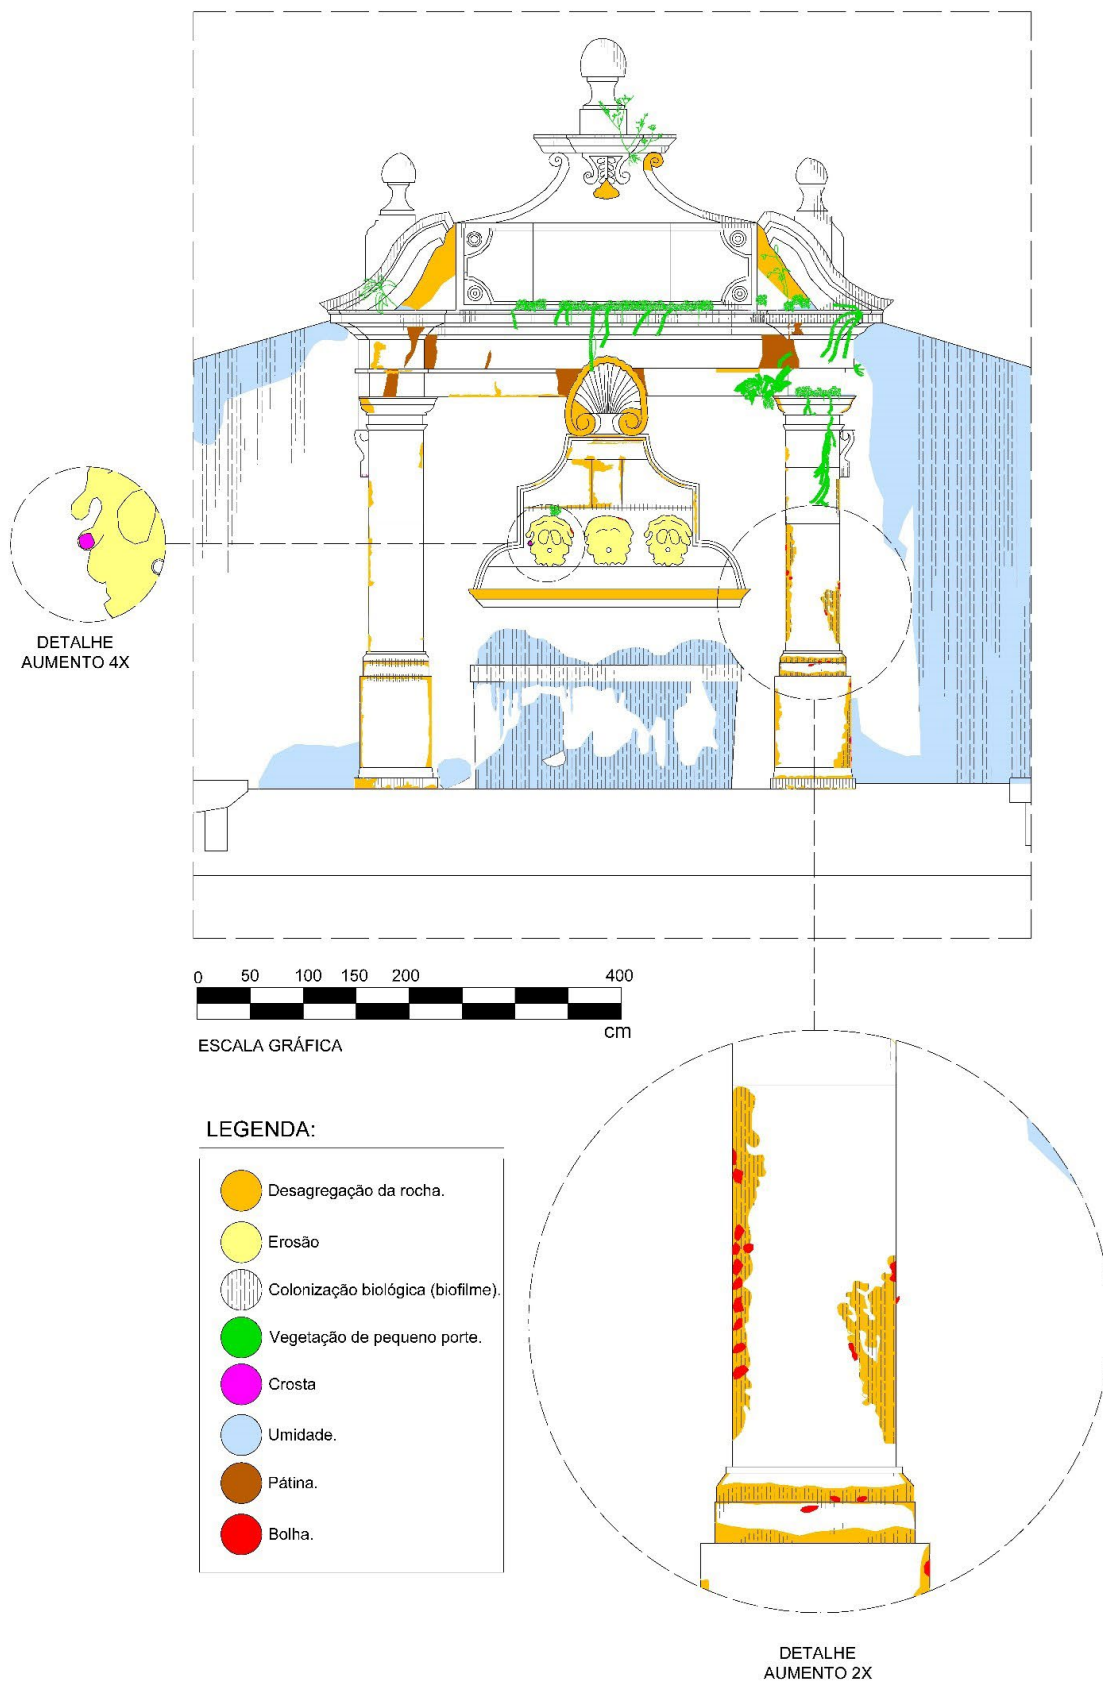 DETALHE
AUMENTO 4X
0 50 100 150 200 400
cm
ESCALA GRÁFICA
LEGENDA:
Desagregação da rocha.
Erosão
Colonização biológica (biofilme).
Vegetação de pequeno porte.
Crosta
Umidade.
Pátina.
Bolha.
DETALHE
AUMENTO 2X